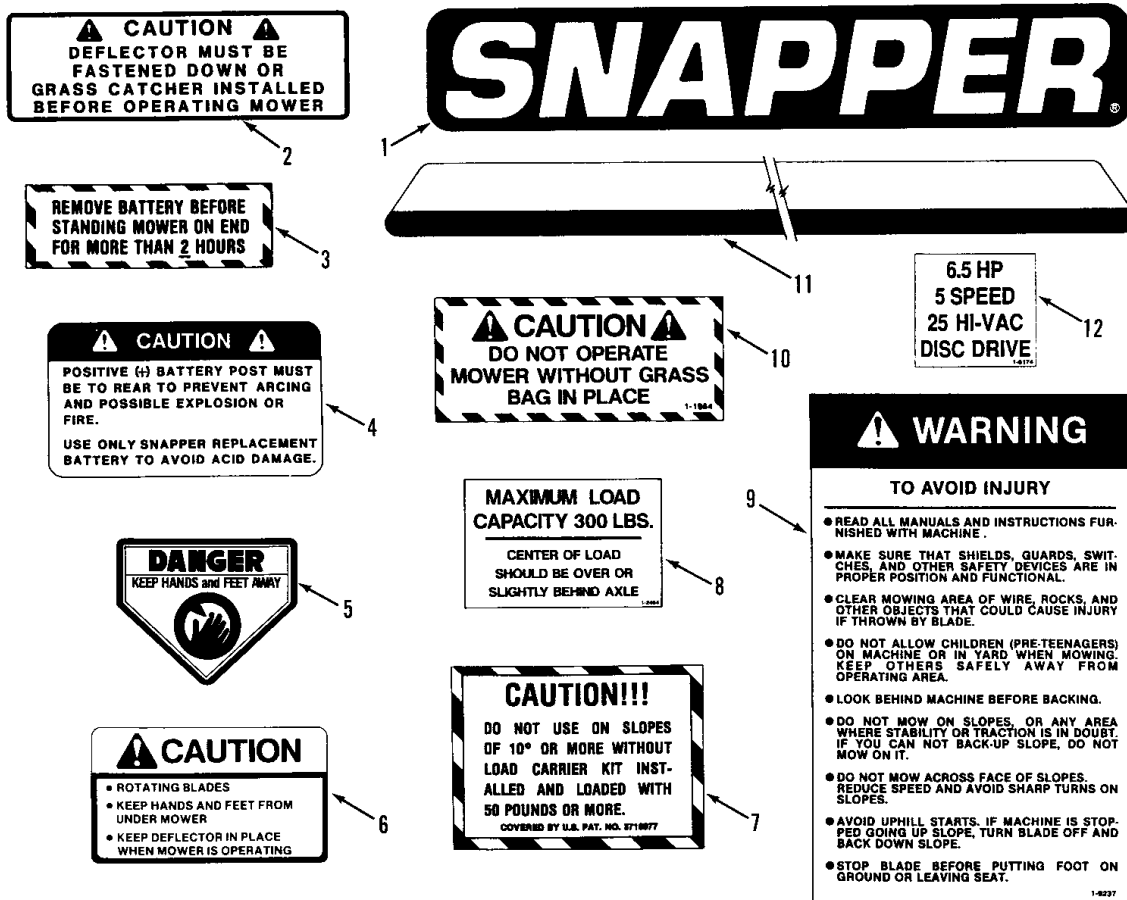 CAUTION
DEFLECTOR MUST BE
FASTENED DOWN OR
GRASS CATCHER INSTALLED
BEFORE OPERATING MOWER
2
SNAPPER®
1
REMOVE BATTERY BEFORE
STANDING MOWER ON END
FOR MORE THAN 2 HOURS
3
11
6.5 HP
5 SPEED
25 HI-VAC
DISC DRIVE
1-6174
12
CAUTION
POSITIVE (+) BATTERY POST MUST
BE TO REAR TO PREVENT ARCING
AND POSSIBLE EXPLOSION OR
FIRE.
USE ONLY SNAPPER REPLACEMENT
BATTERY TO AVOID ACID DAMAGE.
4
CAUTION
DO NOT OPERATE
MOWER WITHOUT GRASS
BAG IN PLACE
10
DANGER
KEEP HANDS and FEET AWAY
5
MAXIMUM LOAD
CAPACITY 300 LBS.
CENTER OF LOAD
SHOULD BE OVER OR
SLIGHTLY BEHIND AXLE
8
CAUTION
• ROTATING BLADES
• KEEP HANDS AND FEET FROM
UNDER MOWER
• KEEP DEFLECTOR IN PLACE
WHEN MOWER IS OPERATING
6
CAUTION!!!
DO NOT USE ON SLOPES
OF 10° OR MORE WITHOUT
LOAD CARRIER KIT INST-
ALLED AND LOADED WITH
50 POUNDS OR MORE.
COVERED BY U.S. PAT. NO.
7
WARNING
TO AVOID INJURY
• READ ALL MANUALS AND INSTRUCTIONS FUR-
NISHED WITH MACHINE .
• MAKE SURE THAT SHIELDS, GUARDS, SWIT-
CHES, AND OTHER SAFETY DEVICES ARE IN
PROPER POSITION AND FUNCTIONAL.
• CLEAR MOWING AREA OF WIRE, ROCKS, AND
OTHER OBJECTS THAT COULD CAUSE INJURY
IF THROWN BY BLADE.
• DO NOT ALLOW CHILDREN (PRE-TEENAGERS)
ON MACHINE OR IN YARD WHEN MOWING.
KEEP OTHERS SAFELY AWAY FROM
OPERATING AREA.
• LOOK BEHIND MACHINE BEFORE BACKING.
• DO NOT MOW ON SLOPES, OR ANY AREA
WHERE STABILITY OR TRACTION IS IN DOUBT.
IF YOU CAN NOT BACK-UP SLOPE, DO NOT
MOW ON IT.
• DO NOT MOW ACROSS FACE OF SLOPES.
REDUCE SPEED AND AVOID SHARP TURNS ON
SLOPES.
• AVOID UPHILL STARTS. IF MACHINE IS STOP-
PED GOING UP SLOPE, TURN BLADE OFF AND
BACK DOWN SLOPE.
• STOP BLADE BEFORE PUTTING FOOT ON
GROUND OR LEAVING SEAT.
9